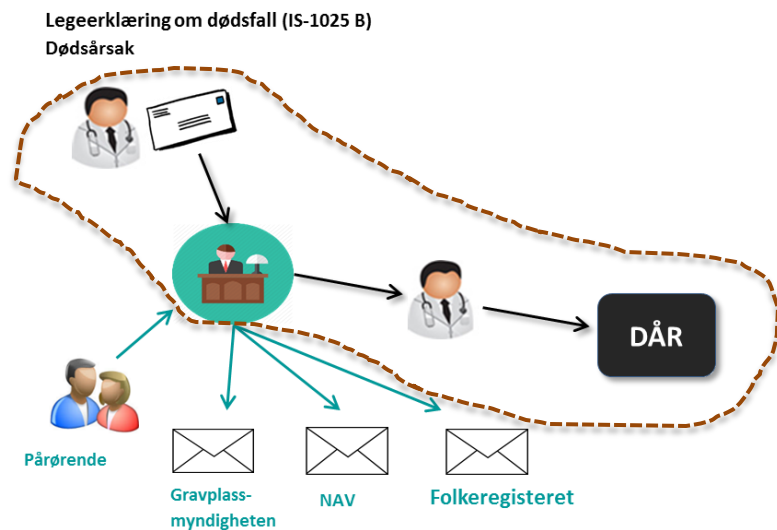 Legeerklæring om dødsfall (IS-1025 B)
Dødsårsak
DÅR
Pårørende
Gravplass-
myndigheten
NAV
Folkeregisteret